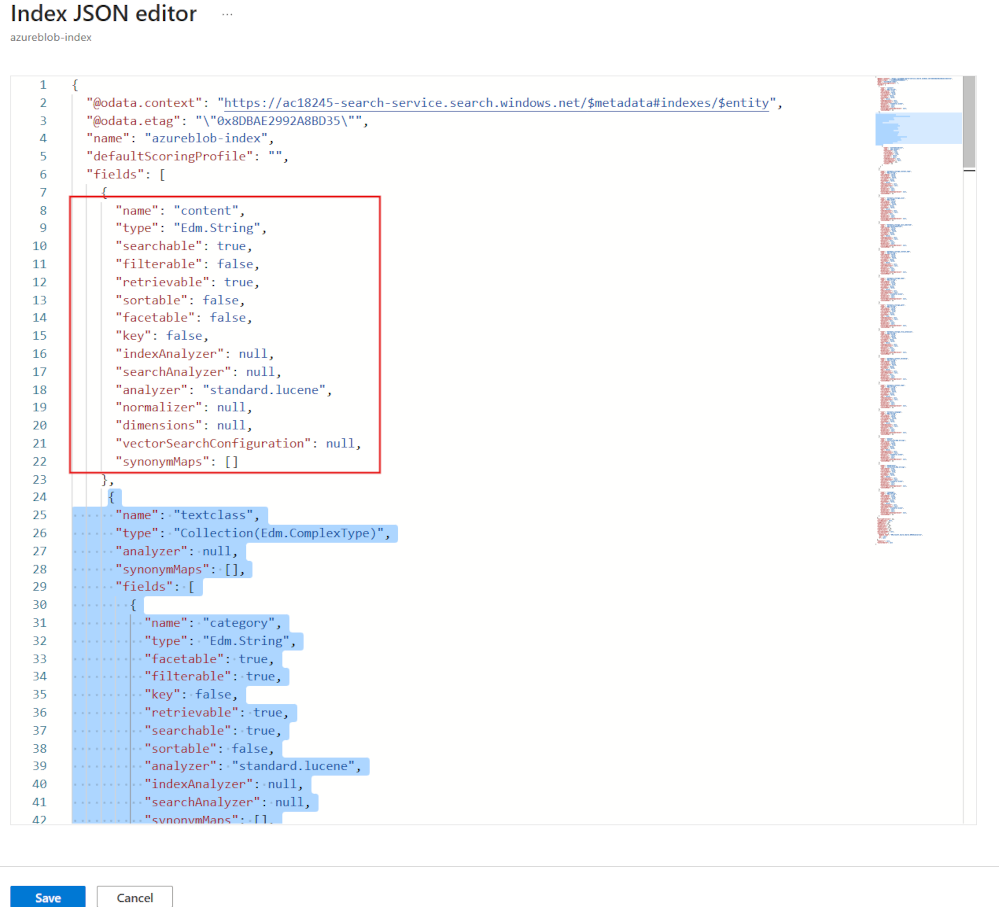 Index JSON editor ...
azureblob-index
1 {
2 "@odata.context": "https://ac18245-search-service.search.windows.net/$metadata#indexes/$entity",
3 "@odata.etag": "\"0x8DBAE2992A8BD35\"",
4 "name": "azureblob-index",
5 "defaultScoringProfile": "",
6 "fields": [
7 {
8 "name": "content",
9 "type": "Edm.String",
10 "searchable": true,
11 "filterable": false,
12 "retrievable": true,
13 "sortable": false,
14 "facetable": false,
15 "key": false,
16 "indexAnalyzer": null,
17 "searchAnalyzer": null,
18 "analyzer": "standard.lucene",
19 "normalizer": null,
20 "dimensions": null,
21 "vectorSearchConfiguration": null,
22 "synonymMaps": []
23 },
24 {
25 "name": "textclass",
26 "type": "Collection(Edm.ComplexType)",
27 "analyzer": null,
28 "synonymMaps": [],
29 "fields": [
30 {
31 "name": "category",
32 "type": "Edm.String",
33 "facetable": true,
34 "filterable": true,
35 "key": false,
36 "retrievable": true,
37 "searchable": true,
38 "sortable": false,
39 "analyzer": "standard.lucene",
40 "indexAnalyzer": null,
41 "searchAnalyzer": null,
42 "synonymMaps": [],
Save Cancel